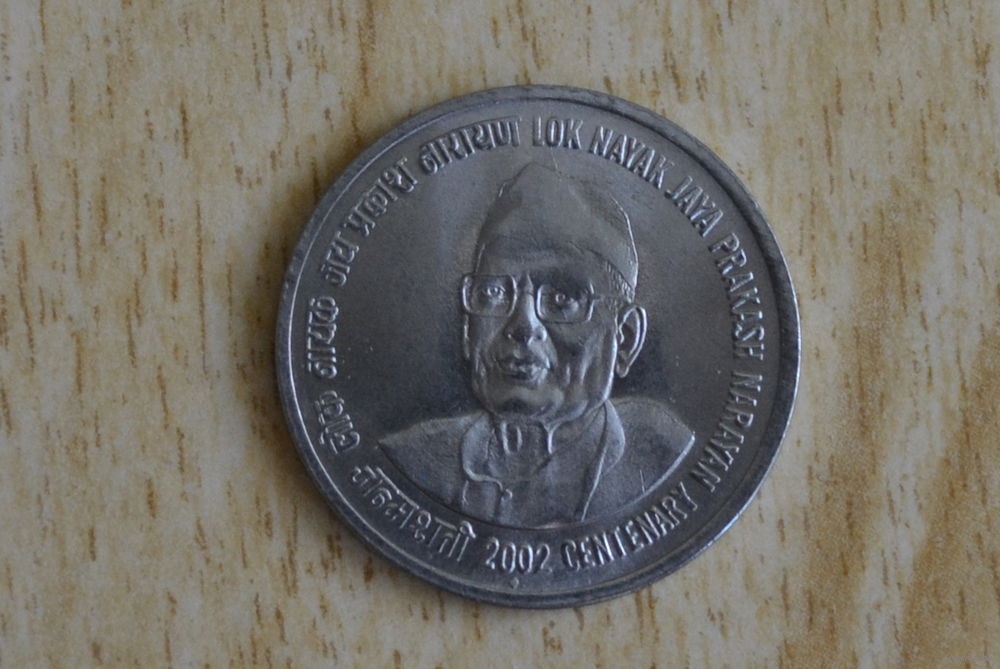 लोक नायक जय प्रकाश नारायण LOK NAYAK JAYA PRAKASH NARAYAN
जन्मशती 2002 CENTENARY